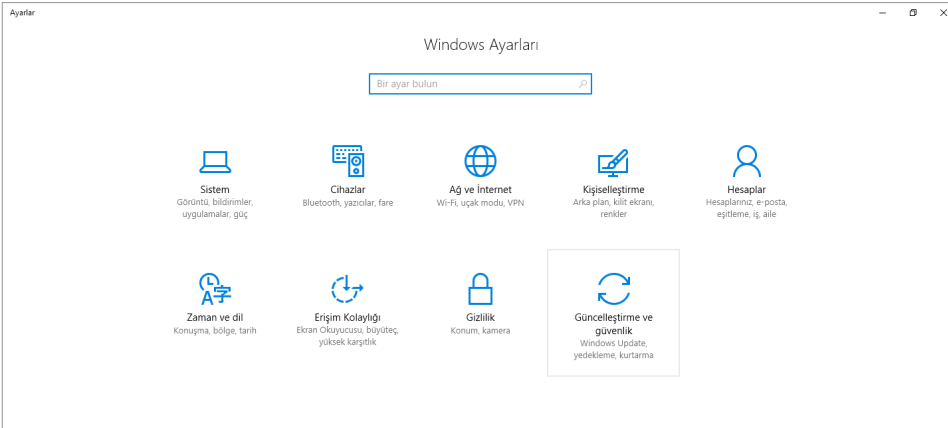 Ayarlar
Windows Ayarları
Bir ayar bulun
Sistem
Görüntü, bildirimler,
uygulamalar, güç
Cihazlar
Bluetooth, yazıcılar, fare
Ağ ve İnternet
Wi-Fi, uçak modu, VPN
Kişiselleştirme
Arka plan, kilit ekranı,
renkler
Hesaplar
Hesaplarınız, e-posta,
eşitleme, iş, aile
Zaman ve dil
Konuşma, bölge, tarih
Erişim Kolaylığı
Ekran Okuyucusu, büyüteç,
yüksek karşıtlık
Gizlilik
Konum, kamera
Güncelleştirme ve
güvenlik
Windows Update,
yedekleme, kurtarma